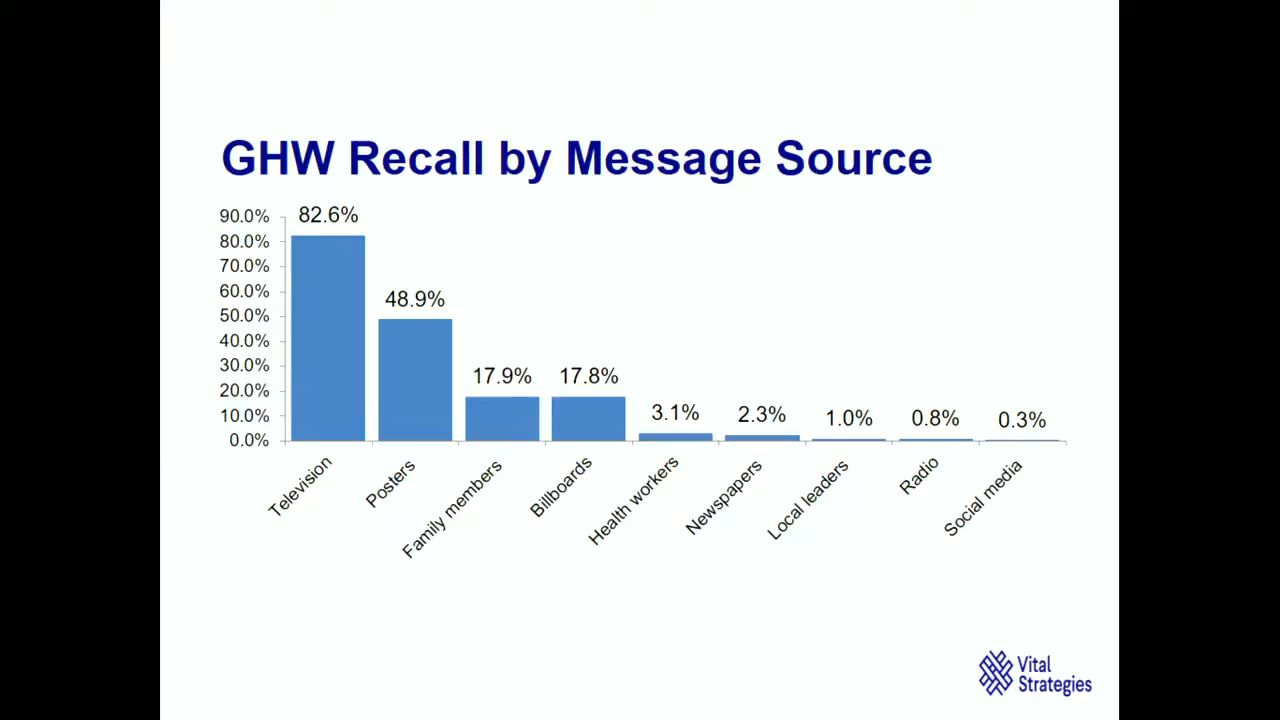 GHW Recall by Message Source
90.0%
80.0%
70.0%
60.0%
50.0%
40.0%
30.0%
20.0%
10.0%
0.0%
82.6%
48.9%
17.9%
17.8%
3.1%
2.3%
1.0%
0.8%
0.3%
Television
Posters
Family members
Billboards
Health workers
Newspapers
Local leaders
Radio
Social media
Vital
Strategies